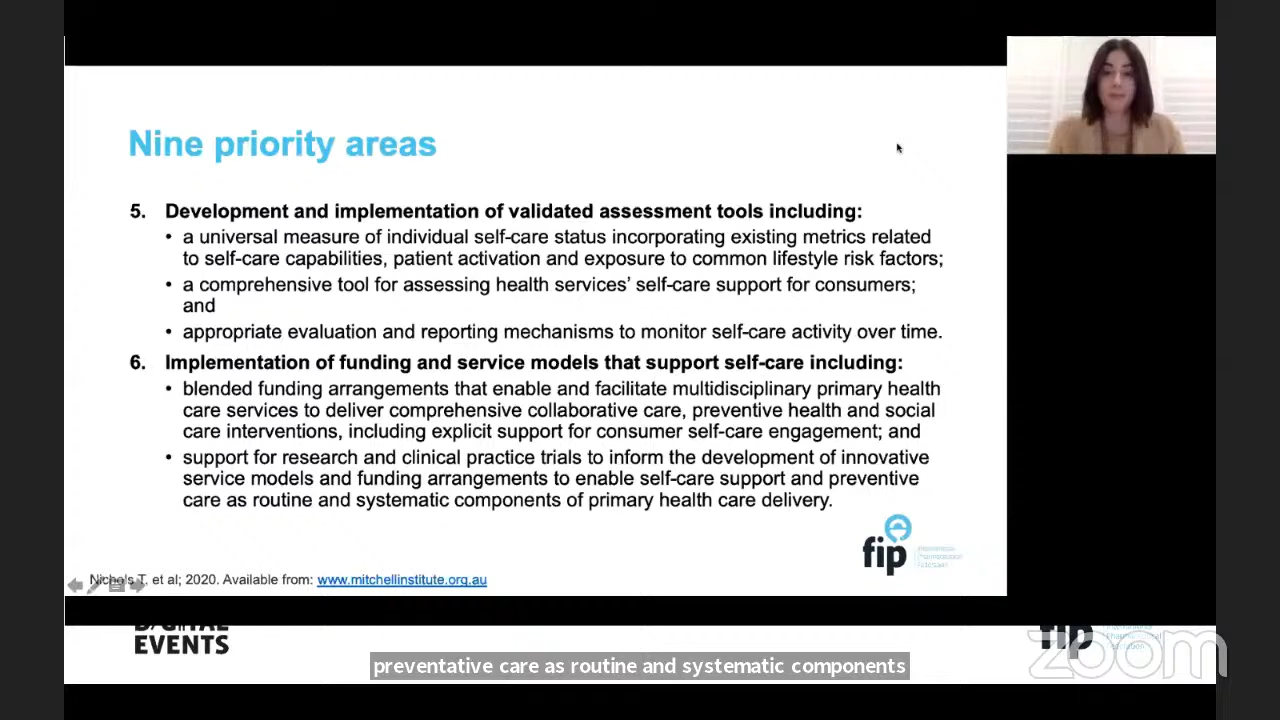 Nine priority areas
5. Development and implementation of validated assessment tools including:
• a universal measure of individual self-care status incorporating existing metrics related
to self-care capabilities, patient activation and exposure to common lifestyle risk factors;
• a comprehensive tool for assessing health services’ self-care support for consumers;
and
• appropriate evaluation and reporting mechanisms to monitor self-care activity over time.
6. Implementation of funding and service models that support self-care including:
• blended funding arrangements that enable and facilitate multidisciplinary primary health
care services to deliver comprehensive collaborative care, preventive health and social
care interventions, including explicit support for consumer self-care engagement; and
• support for research and clinical practice trials to inform the development of innovative
service models and funding arrangements to enable self-care support and preventive
care as routine and systematic components of primary health care delivery.
fip
Nichols T. et al; 2020. Available from: www.mitchellinstitute.org.au
DIGITAL
EVENTS
fip
zoom
preventative care as routine and systematic components